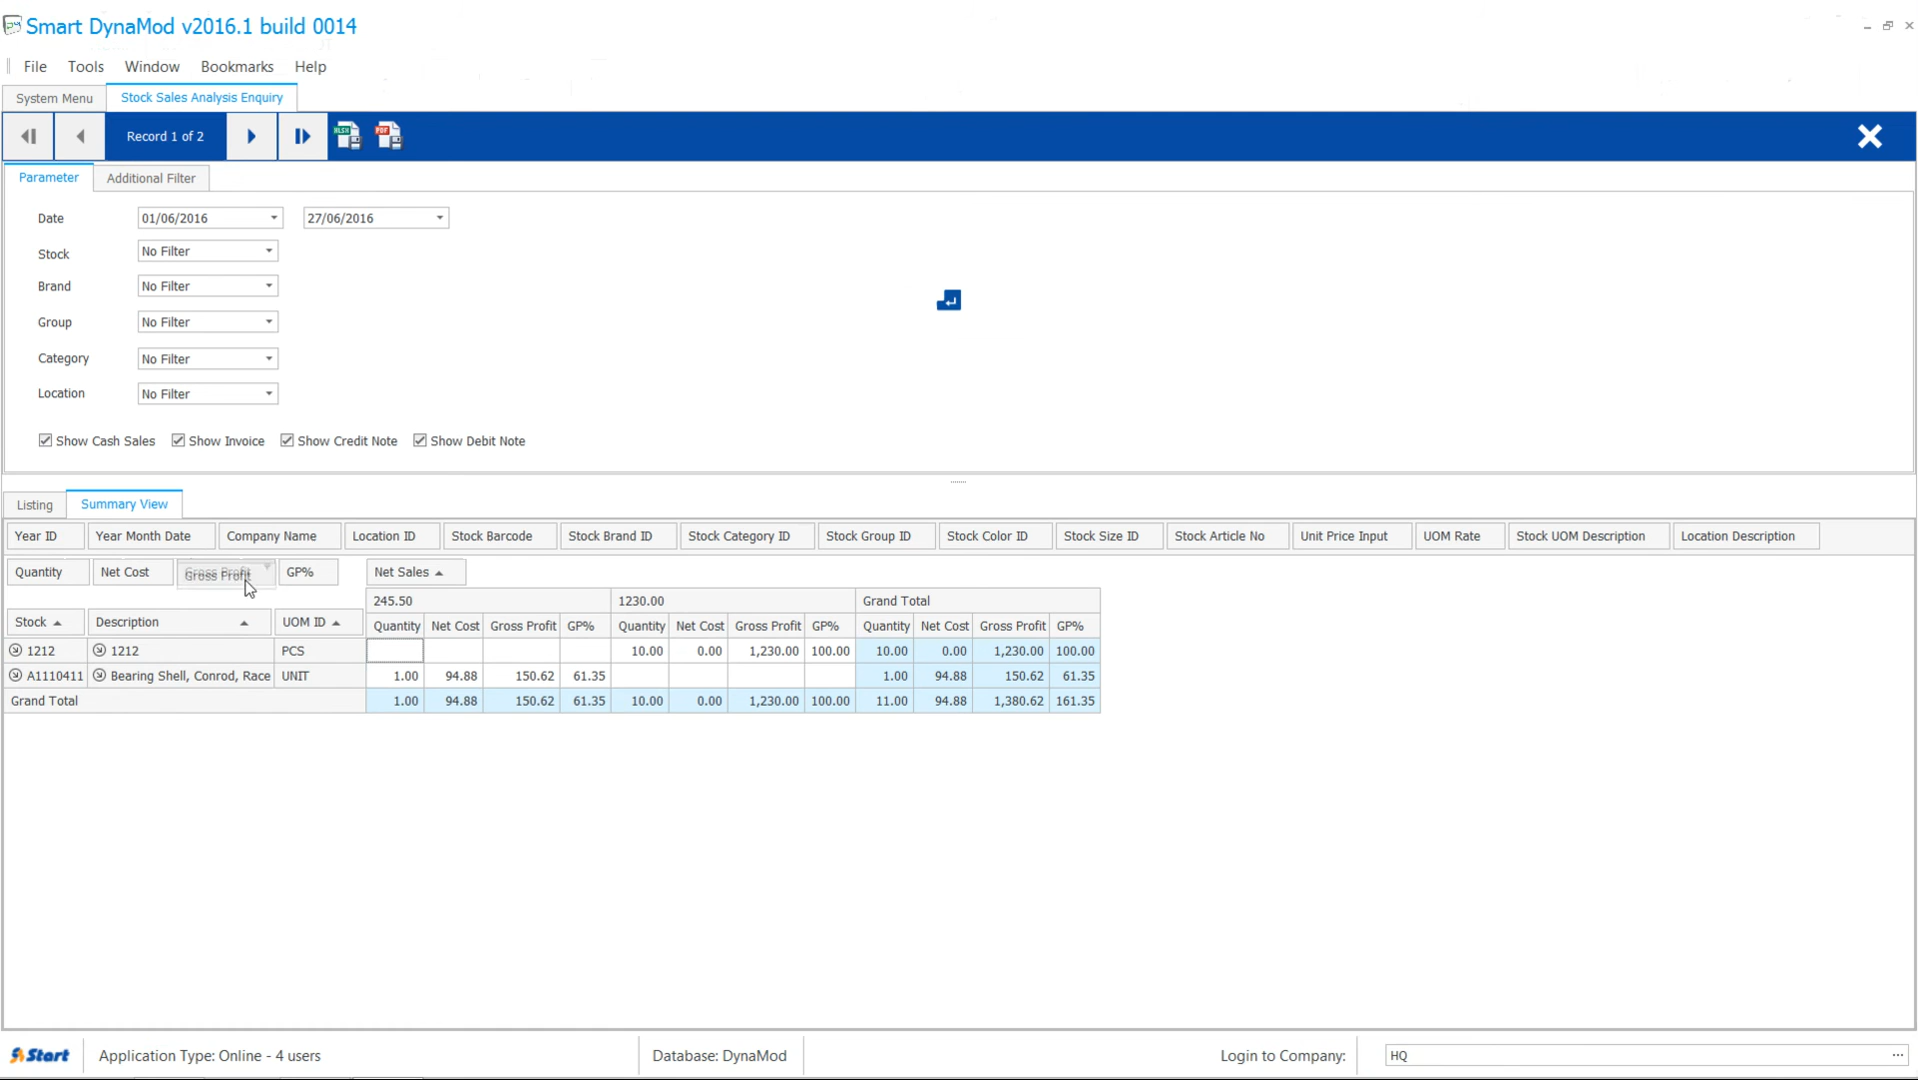 Smart DynaMod v2016.1 build 0014
File Tools Window Bookmarks Help
System Menu Stock Sales Analysis Enquiry
Record 1 of 2 XLSX PDF
Parameter Additional Filter
Date 01/06/2016 27/06/2016
Stock No Filter
Brand No Filter
Group No Filter
Category No Filter
Location No Filter
Show Cash Sales Show Invoice Show Credit Note Show Debit Note
Listing Summary View
Year ID Year Month Date Company Name Location ID Stock Barcode Stock Brand ID Stock Category ID Stock Group ID Stock Color ID Stock Size ID Stock Article No Unit Price Input UOM Rate Stock UOM Description Location Description
Quantity Net Cost Gross Profit GP% Net Sales
245.50 1230.00 Grand Total
Stock Description UOM ID Quantity Net Cost Gross Profit GP% Quantity Net Cost Gross Profit GP% Quantity Net Cost Gross Profit GP%
1212 1212 PCS 10.00 0.00 1,230.00 100.00 10.00 0.00 1,230.00 100.00
A1110411 Bearing Shell, Conrod, Race UNIT 1.00 94.88 150.62 61.35 1.00 94.88 150.62 61.35
Grand Total 1.00 94.88 150.62 61.35 10.00 0.00 1,230.00 100.00 11.00 94.88 1,380.62 161.35
Start Application Type: Online - 4 users Database: DynaMod Login to Company: HQ ...